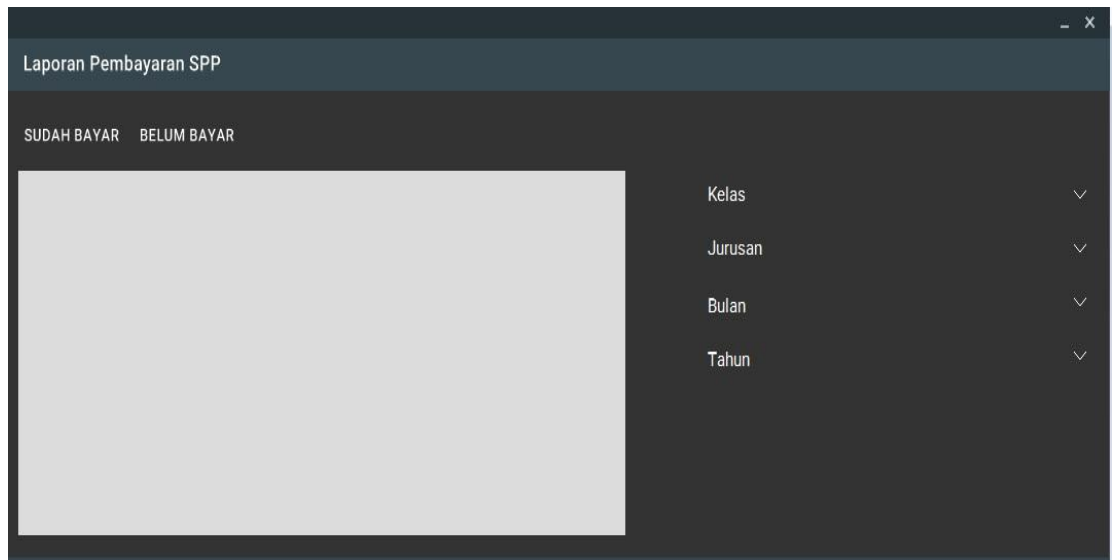 Laporan Pembayaran SPP
SUDAH BAYAR BELUM BAYAR
Kelas
Jurusan
Bulan
Tahun